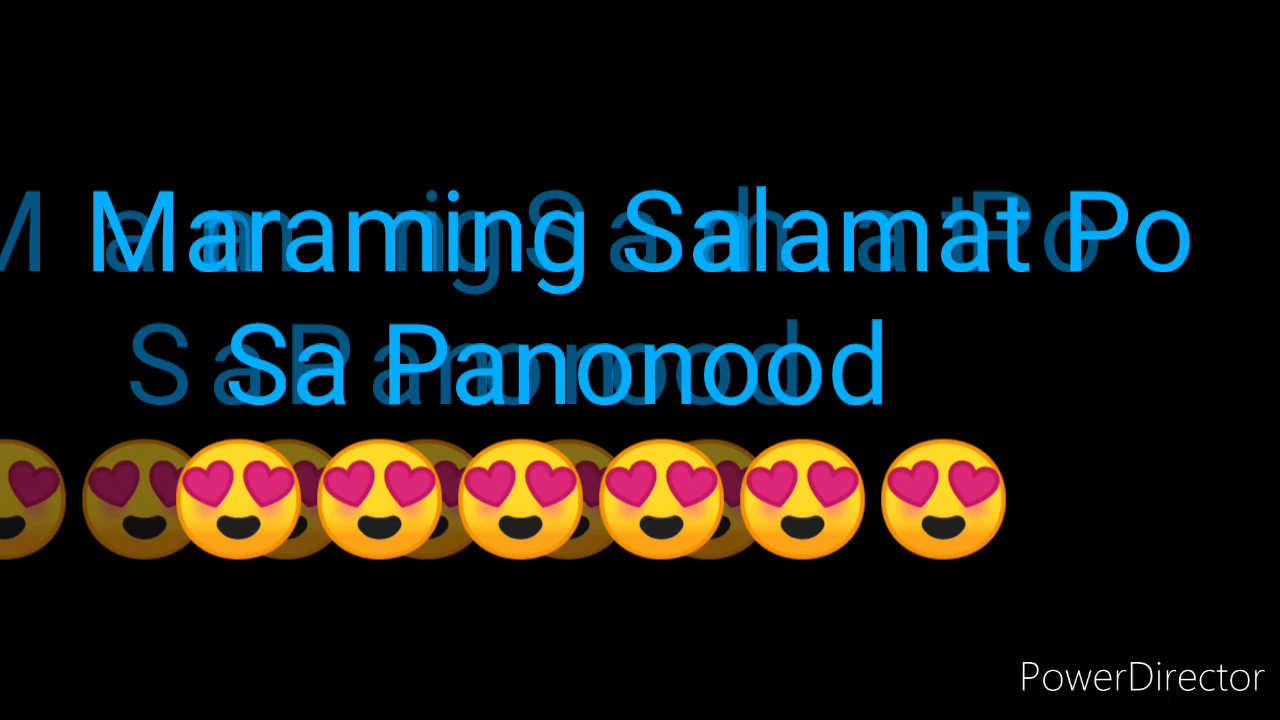 Maraming Salamat Po
Sa Panonood
😍😍😍😍😍😍
PowerDirector